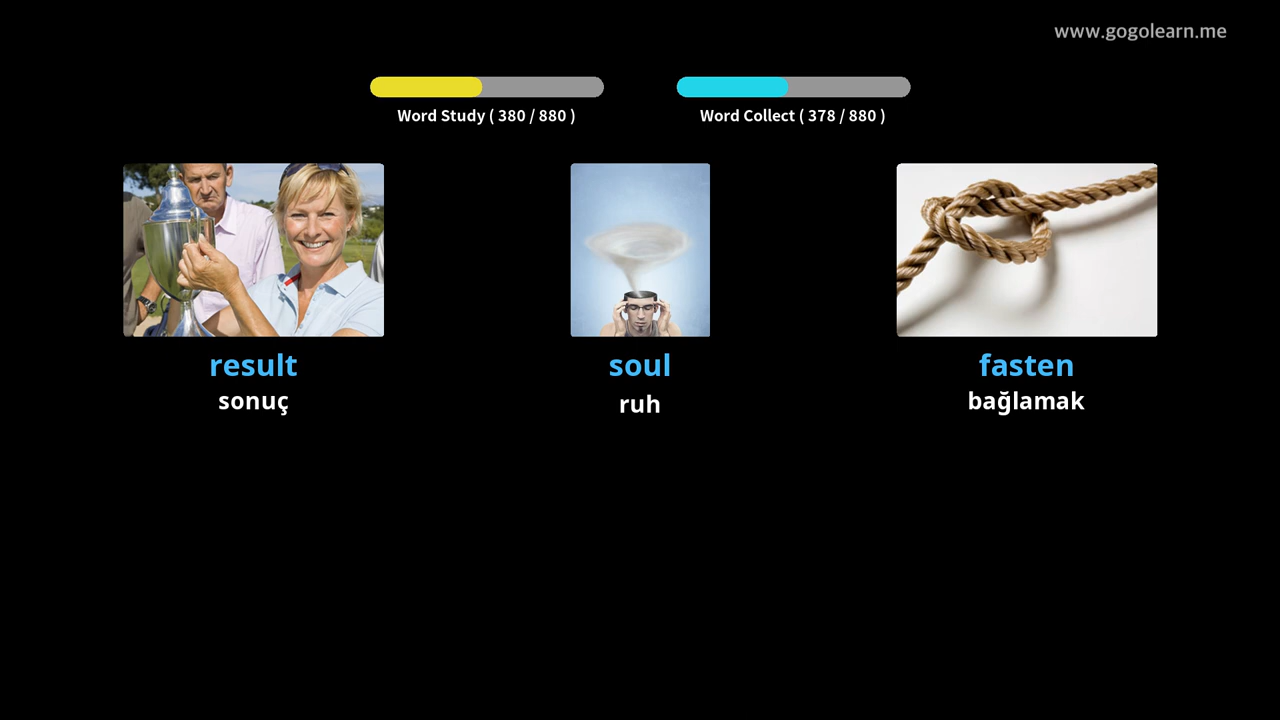 www.gogolearn.me
Word Study ( 380 / 880 )
Word Collect ( 378 / 880 )
result
soul
fasten
sonuç
ruh
bağlamak